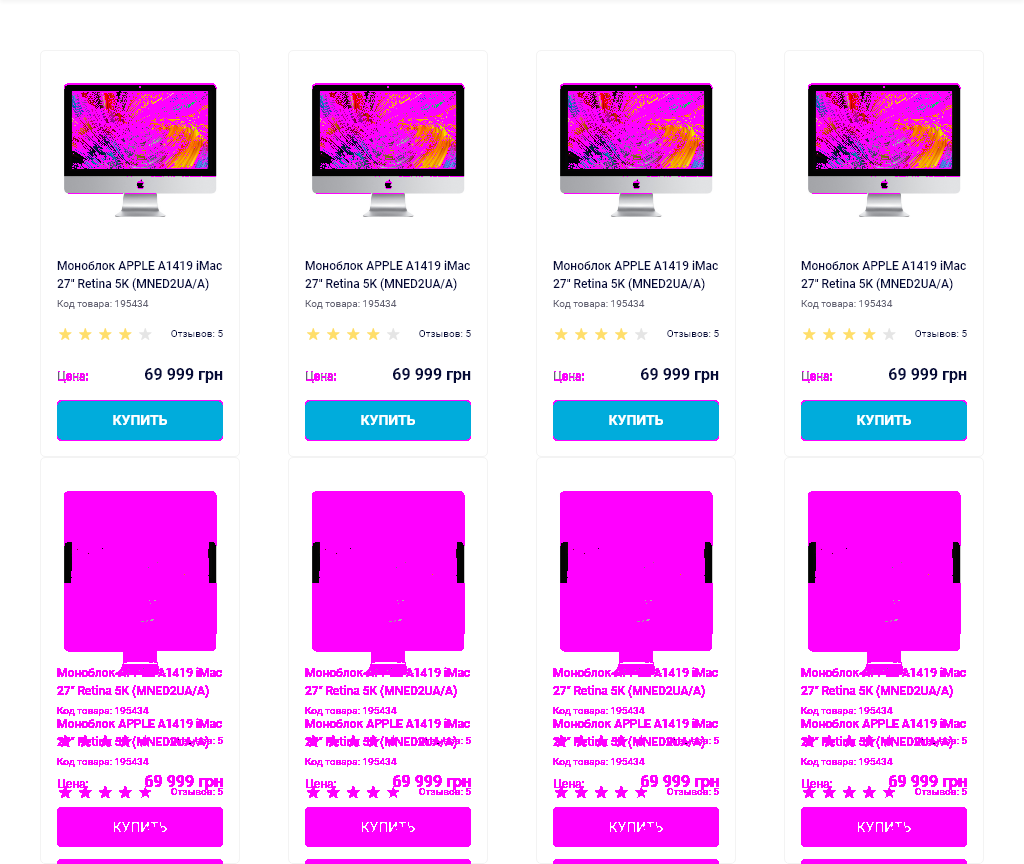 Моноблок APPLE A1419 iMac
27" Retina 5K (MNED2UA/A)
Код товара: 195434
Отзывов: 5
Цена:
69 999 грн
КУПИТЬ
Моноблок APPLE A1419 iMac
27" Retina 5K (MNED2UA/A)
Код товара: 195434
Отзывов: 5
Цена:
69 999 грн
КУПИТЬ
Моноблок APPLE A1419 iMac
27" Retina 5K (MNED2UA/A)
Код товара: 195434
Отзывов: 5
Цена:
69 999 грн
КУПИТЬ
Моноблок APPLE A1419 iMac
27" Retina 5K (MNED2UA/A)
Код товара: 195434
Отзывов: 5
Цена:
69 999 грн
КУПИТЬ
Моноблок APPLE A1419 iMac
27" Retina 5K (MNED2UA/A)
Код товара: 195434
Моноблок APPLE A1419 iMac
27" Retina 5K (MNED2UA/A)
Код товара: 195434
Цена:
69 999 грн
Отзывов: 5
КУПИТЬ
Моноблок APPLE A1419 iMac
27" Retina 5K (MNED2UA/A)
Код товара: 195434
Моноблок APPLE A1419 iMac
27" Retina 5K (MNED2UA/A)
Код товара: 195434
Цена:
69 999 грн
Отзывов: 5
КУПИТЬ
Моноблок APPLE A1419 iMac
27" Retina 5K (MNED2UA/A)
Код товара: 195434
Моноблок APPLE A1419 iMac
27" Retina 5K (MNED2UA/A)
Код товара: 195434
Цена:
69 999 грн
Отзывов: 5
КУПИТЬ
Моноблок APPLE A1419 iMac
27" Retina 5K (MNED2UA/A)
Код товара: 195434
Моноблок APPLE A1419 iMac
27" Retina 5K (MNED2UA/A)
Код товара: 195434
Цена:
69 999 грн
Отзывов: 5
КУПИТЬ